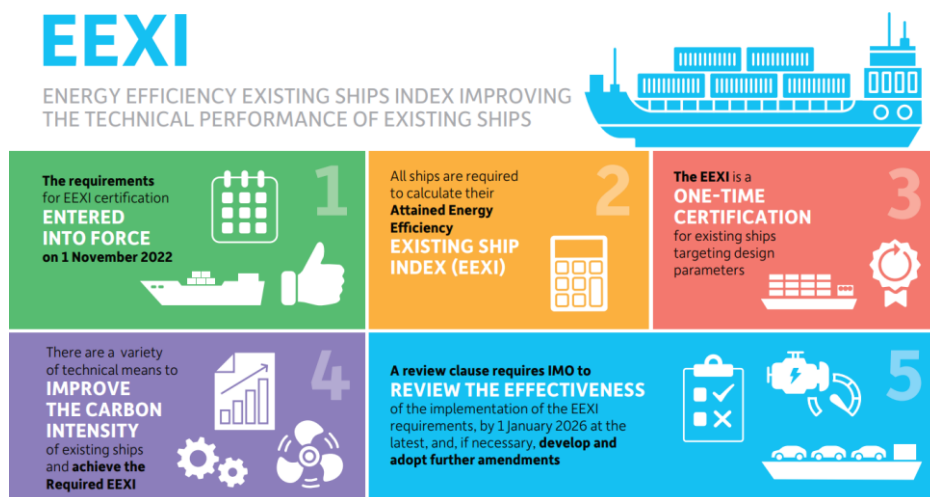 EEXI
ENERGY EFFICIENCY EXISTING SHIPS INDEX IMPROVING
THE TECHNICAL PERFORMANCE OF EXISTING SHIPS
1
The requirements
for EEXI certification
ENTERED
INTO FORCE
on 1 November 2022
2
All ships are required
to calculate their
Attained Energy
Efficiency
EXISTING SHIP
INDEX (EEXI)
3
The EEXI is a
ONE-TIME
CERTIFICATION
for existing ships
targeting design
parameters
4
There are a variety
of technical means to
IMPROVE
THE CARBON
INTENSITY
of existing ships
and achieve the
Required EEXI
5
A review clause requires IMO to
REVIEW THE EFFECTIVENESS
of the implementation of the EEXI
requirements, by 1 January 2026 at the
latest, and, if necessary, develop and
adopt further amendments